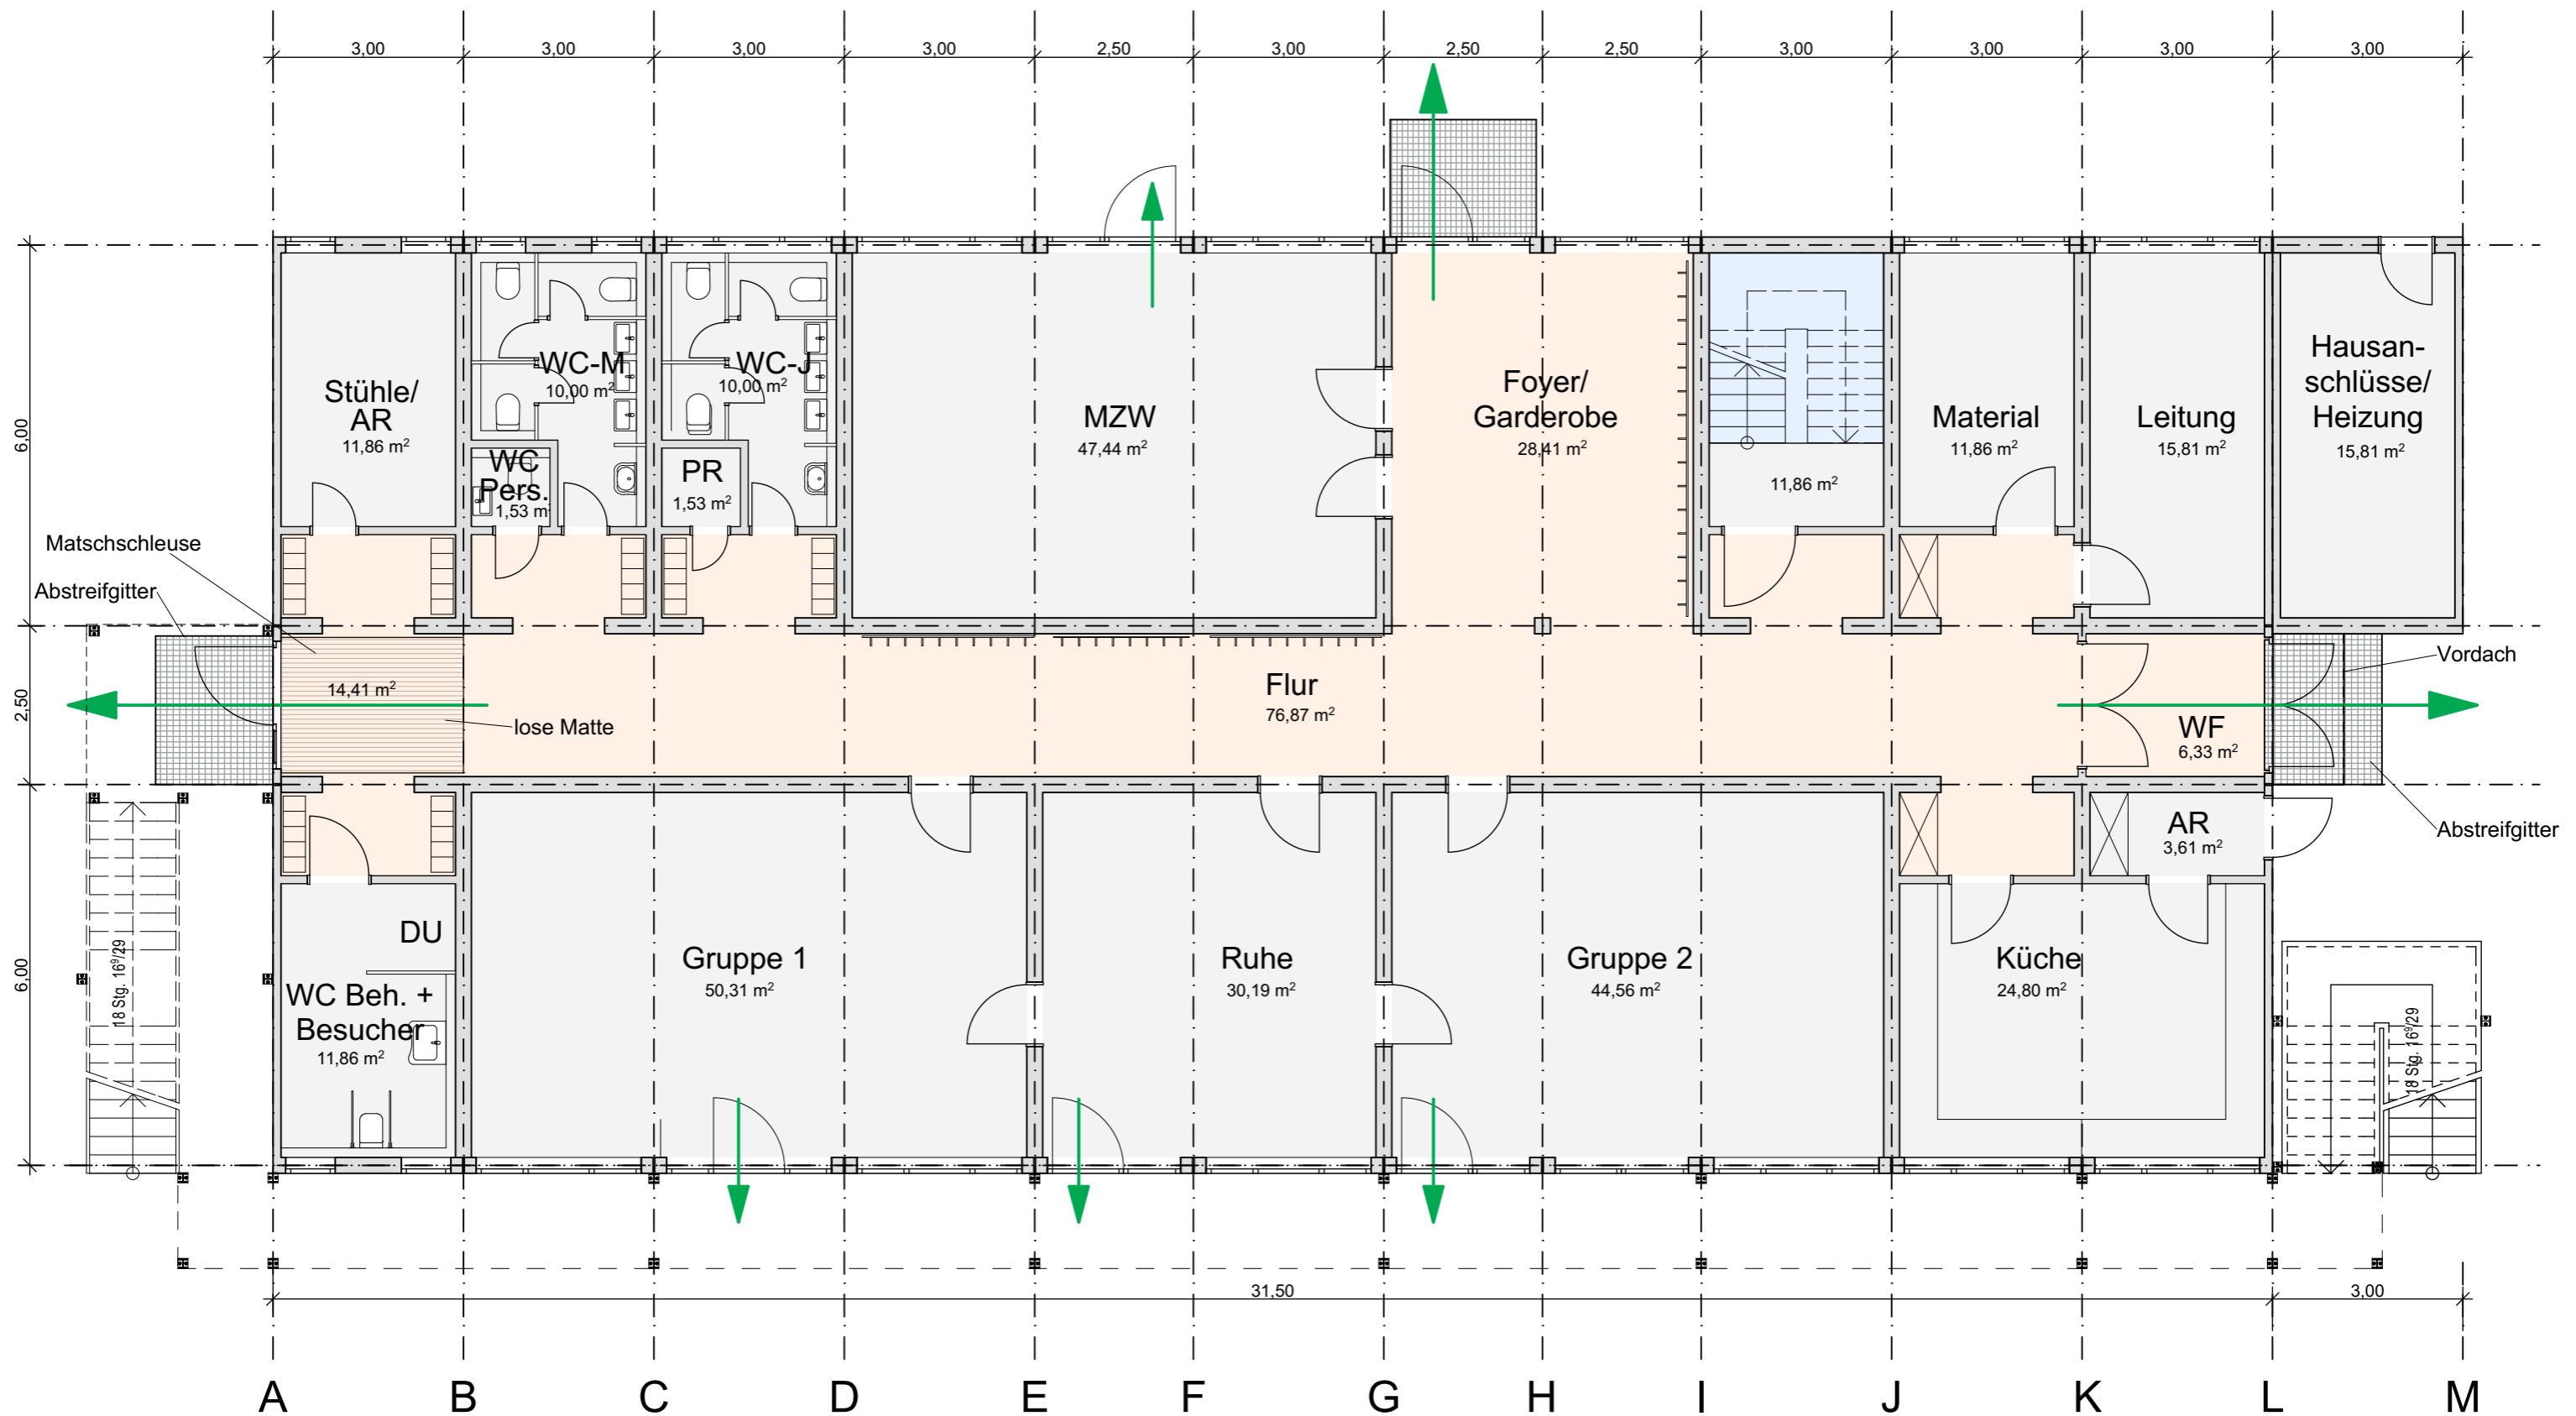 3,00 3,00 3,00 3,00 2,50 3,00 2,50 2,50 3,00 3,00 3,00 3,00
6,00
2,50
6,00
Stühle/
AR
11,86 m²
WC-M
10,00 m²
WC
Pers.
1,53 m²
WC-J
10,00 m²
PR
1,53 m²
MZW
47,44 m²
Foyer/
Garderobe
28,41 m²
11,86 m²
Material
11,86 m²
Leitung
15,81 m²
Hausan-
schlüsse/
Heizung
15,81 m²
Matschschleuse
Abstreifgitter
14,41 m²
lose Matte
Flur
76,87 m²
WF
6,33 m²
Vordach
Abstreifgitter
AR
3,61 m²
DU
WC Beh. +
Besucher
11,86 m²
Gruppe 1
50,31 m²
Ruhe
30,19 m²
Gruppe 2
44,56 m²
Küche
24,80 m²
18 Stg. 16⁹/29
18 Stg. 16⁹/29
31,50 3,00
A B C D E F G H I J K L M